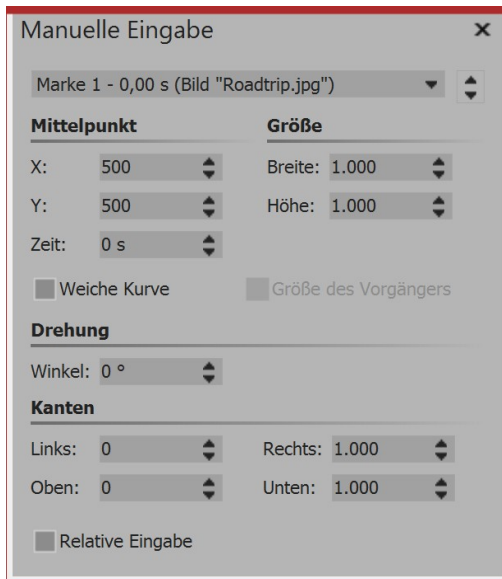 Manuelle Eingabe
Marke 1 - 0,00 s (Bild "Roadtrip.jpg")
Mittelpunkt Größe
X: 500 Breite: 1.000
Y: 500 Höhe: 1.000
Zeit: 0 s
Weiche Kurve Größe des Vorgängers
Drehung
Winkel: 0 °
Kanten
Links: 0 Rechts: 1.000
Oben: 0 Unten: 1.000
Relative Eingabe